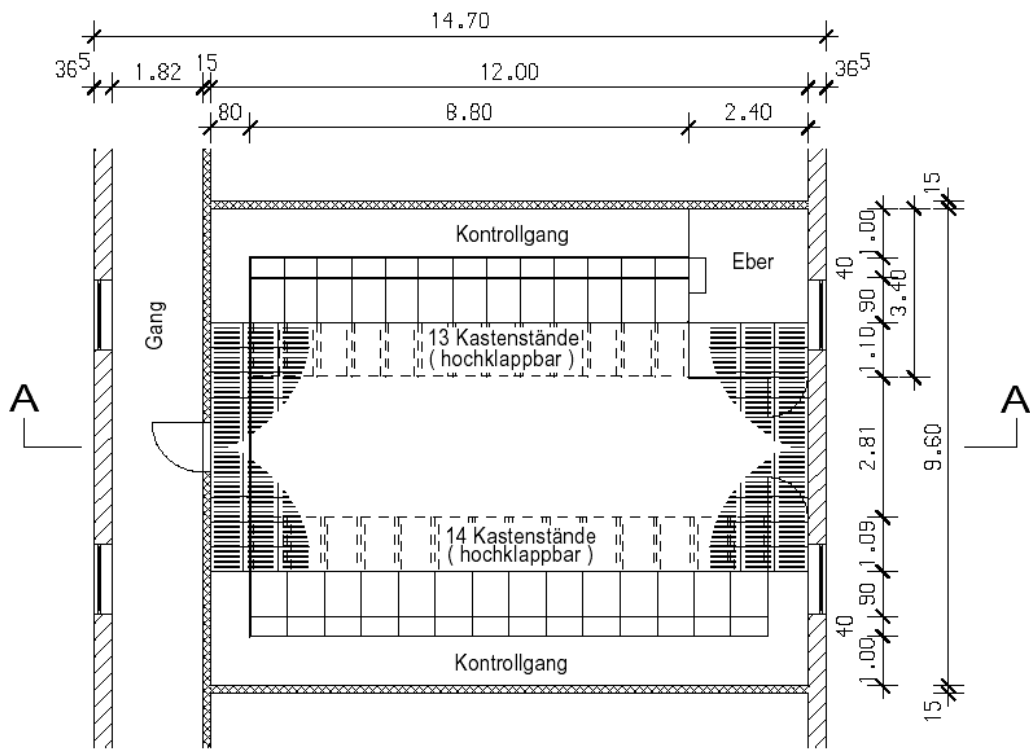 14.70
36⁵ 1.82 15 12.00 36⁵
80 8.80 2.40
Kontrollgang
Eber
Gang
13 Kastenstände
( hochklappbar )
A
A
14 Kastenstände
( hochklappbar )
Kontrollgang
15
1.00
40
90
3.40
1.10
2.81
9.60
1.09
90
40
1.00
15